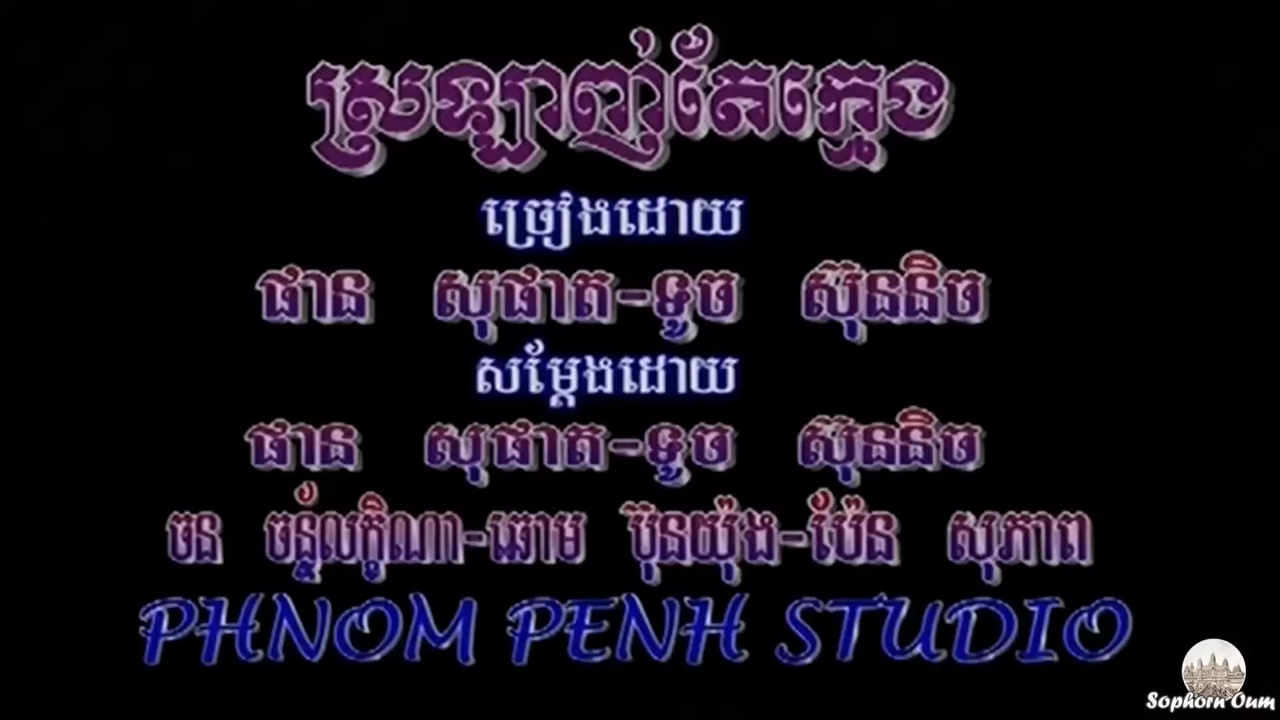 ស្រឡាញ់តែក្មេង
ច្រៀងដោយ
ផាន សុផាត-ទូច ស៊ុននិច
សម្ដែងដោយ
ផាន សុផាត-ទូច ស៊ុននិច
ចន ចន្ទ័លក្ខិណា-ឆោម ប៊ុនយ៉ុង-ប៉ែន សុភាព
PHNOM PENH STUDIO
Sophorn Oum